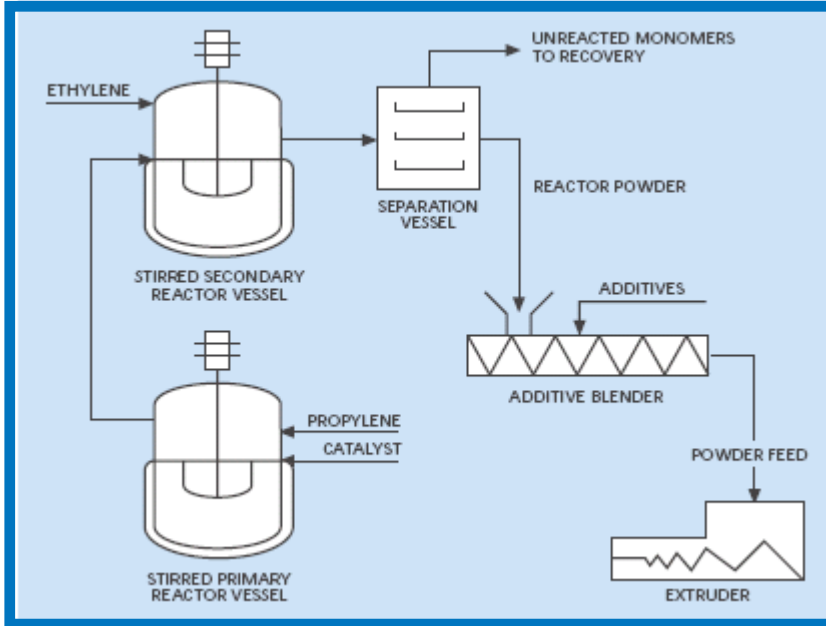 UNREACTED MONOMERS
TO RECOVERY
ETHYLENE
REACTOR POWDER
SEPARATION
VESSEL
STIRRED SECONDARY
REACTOR VESSEL
ADDITIVES
ADDITIVE BLENDER
PROPYLENE
CATALYST
POWDER FEED
STIRRED PRIMARY
REACTOR VESSEL
EXTRUDER